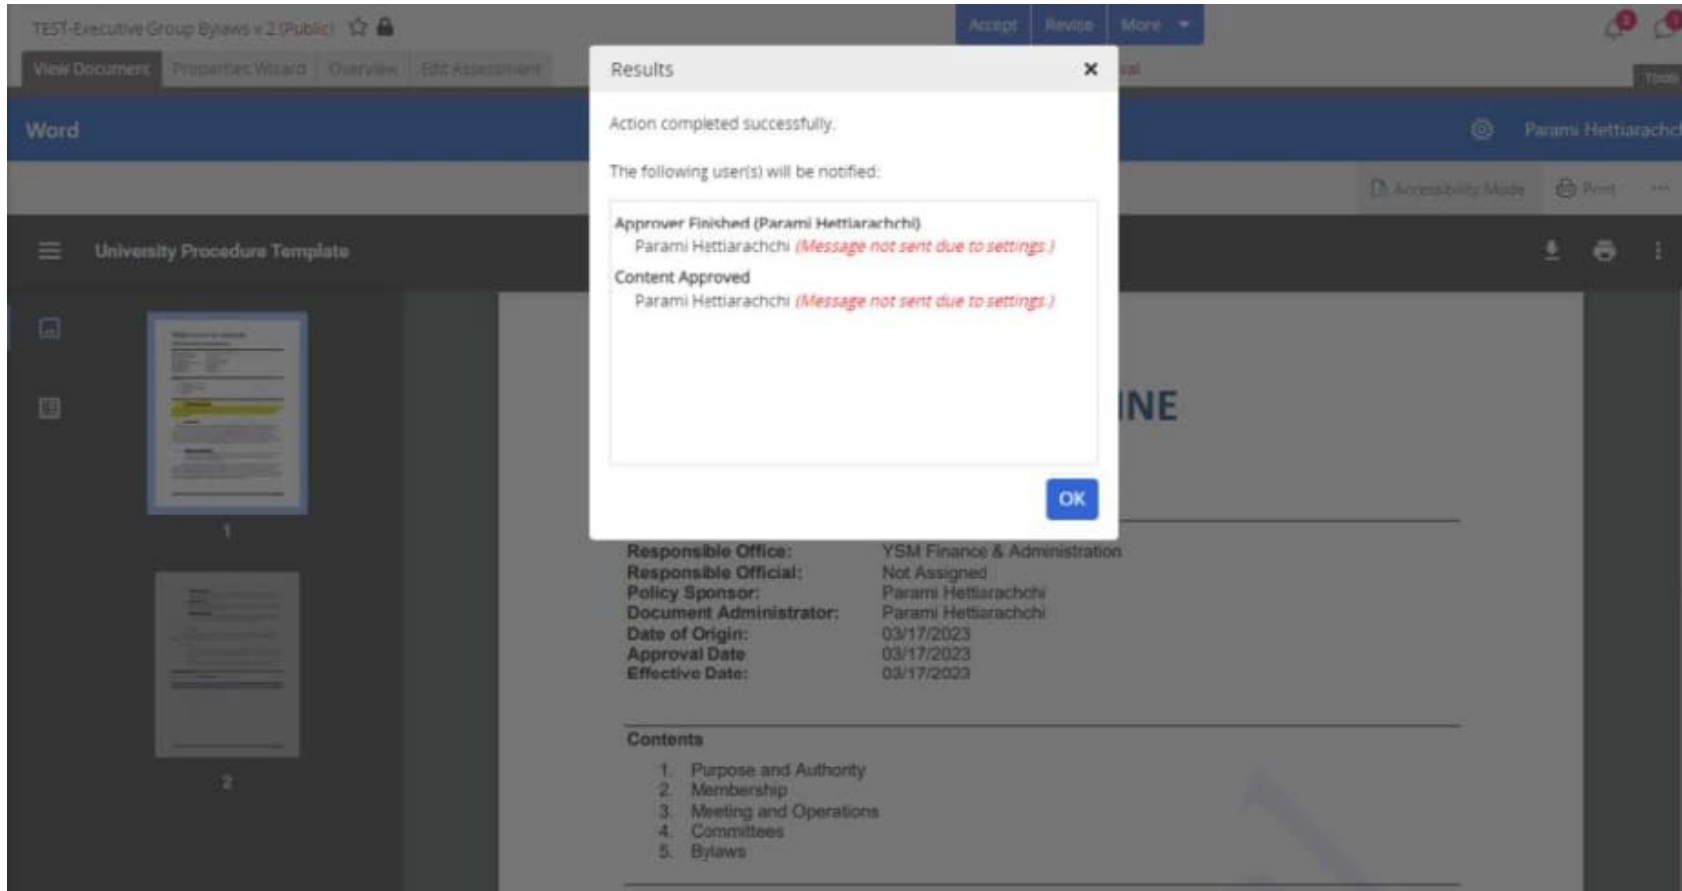 TEST-Executive Group Bylaws v.2 (Public)
Accept Revise More
View Document Properties Wizard Overview Edit Assessment
Tools
Results
Action completed successfully.
The following user(s) will be notified:
Approver Finished (Parami Hettiarachchi)
Parami Hettiarachchi (Message not sent due to settings.)
Content Approved
Parami Hettiarachchi (Message not sent due to settings.)
OK
Word
Parami Hettiarachch
Accessibility Mode Print
University Procedure Template
1
2
INE
Responsible Office: YSM Finance & Administration
Responsible Official: Not Assigned
Policy Sponsor: Parami Hettiarachchi
Document Administrator: Parami Hettiarachchi
Date of Origin: 03/17/2023
Approval Date 03/17/2023
Effective Date: 03/17/2023
Contents
1. Purpose and Authority
2. Membership
3. Meeting and Operations
4. Committees
5. Bylaws